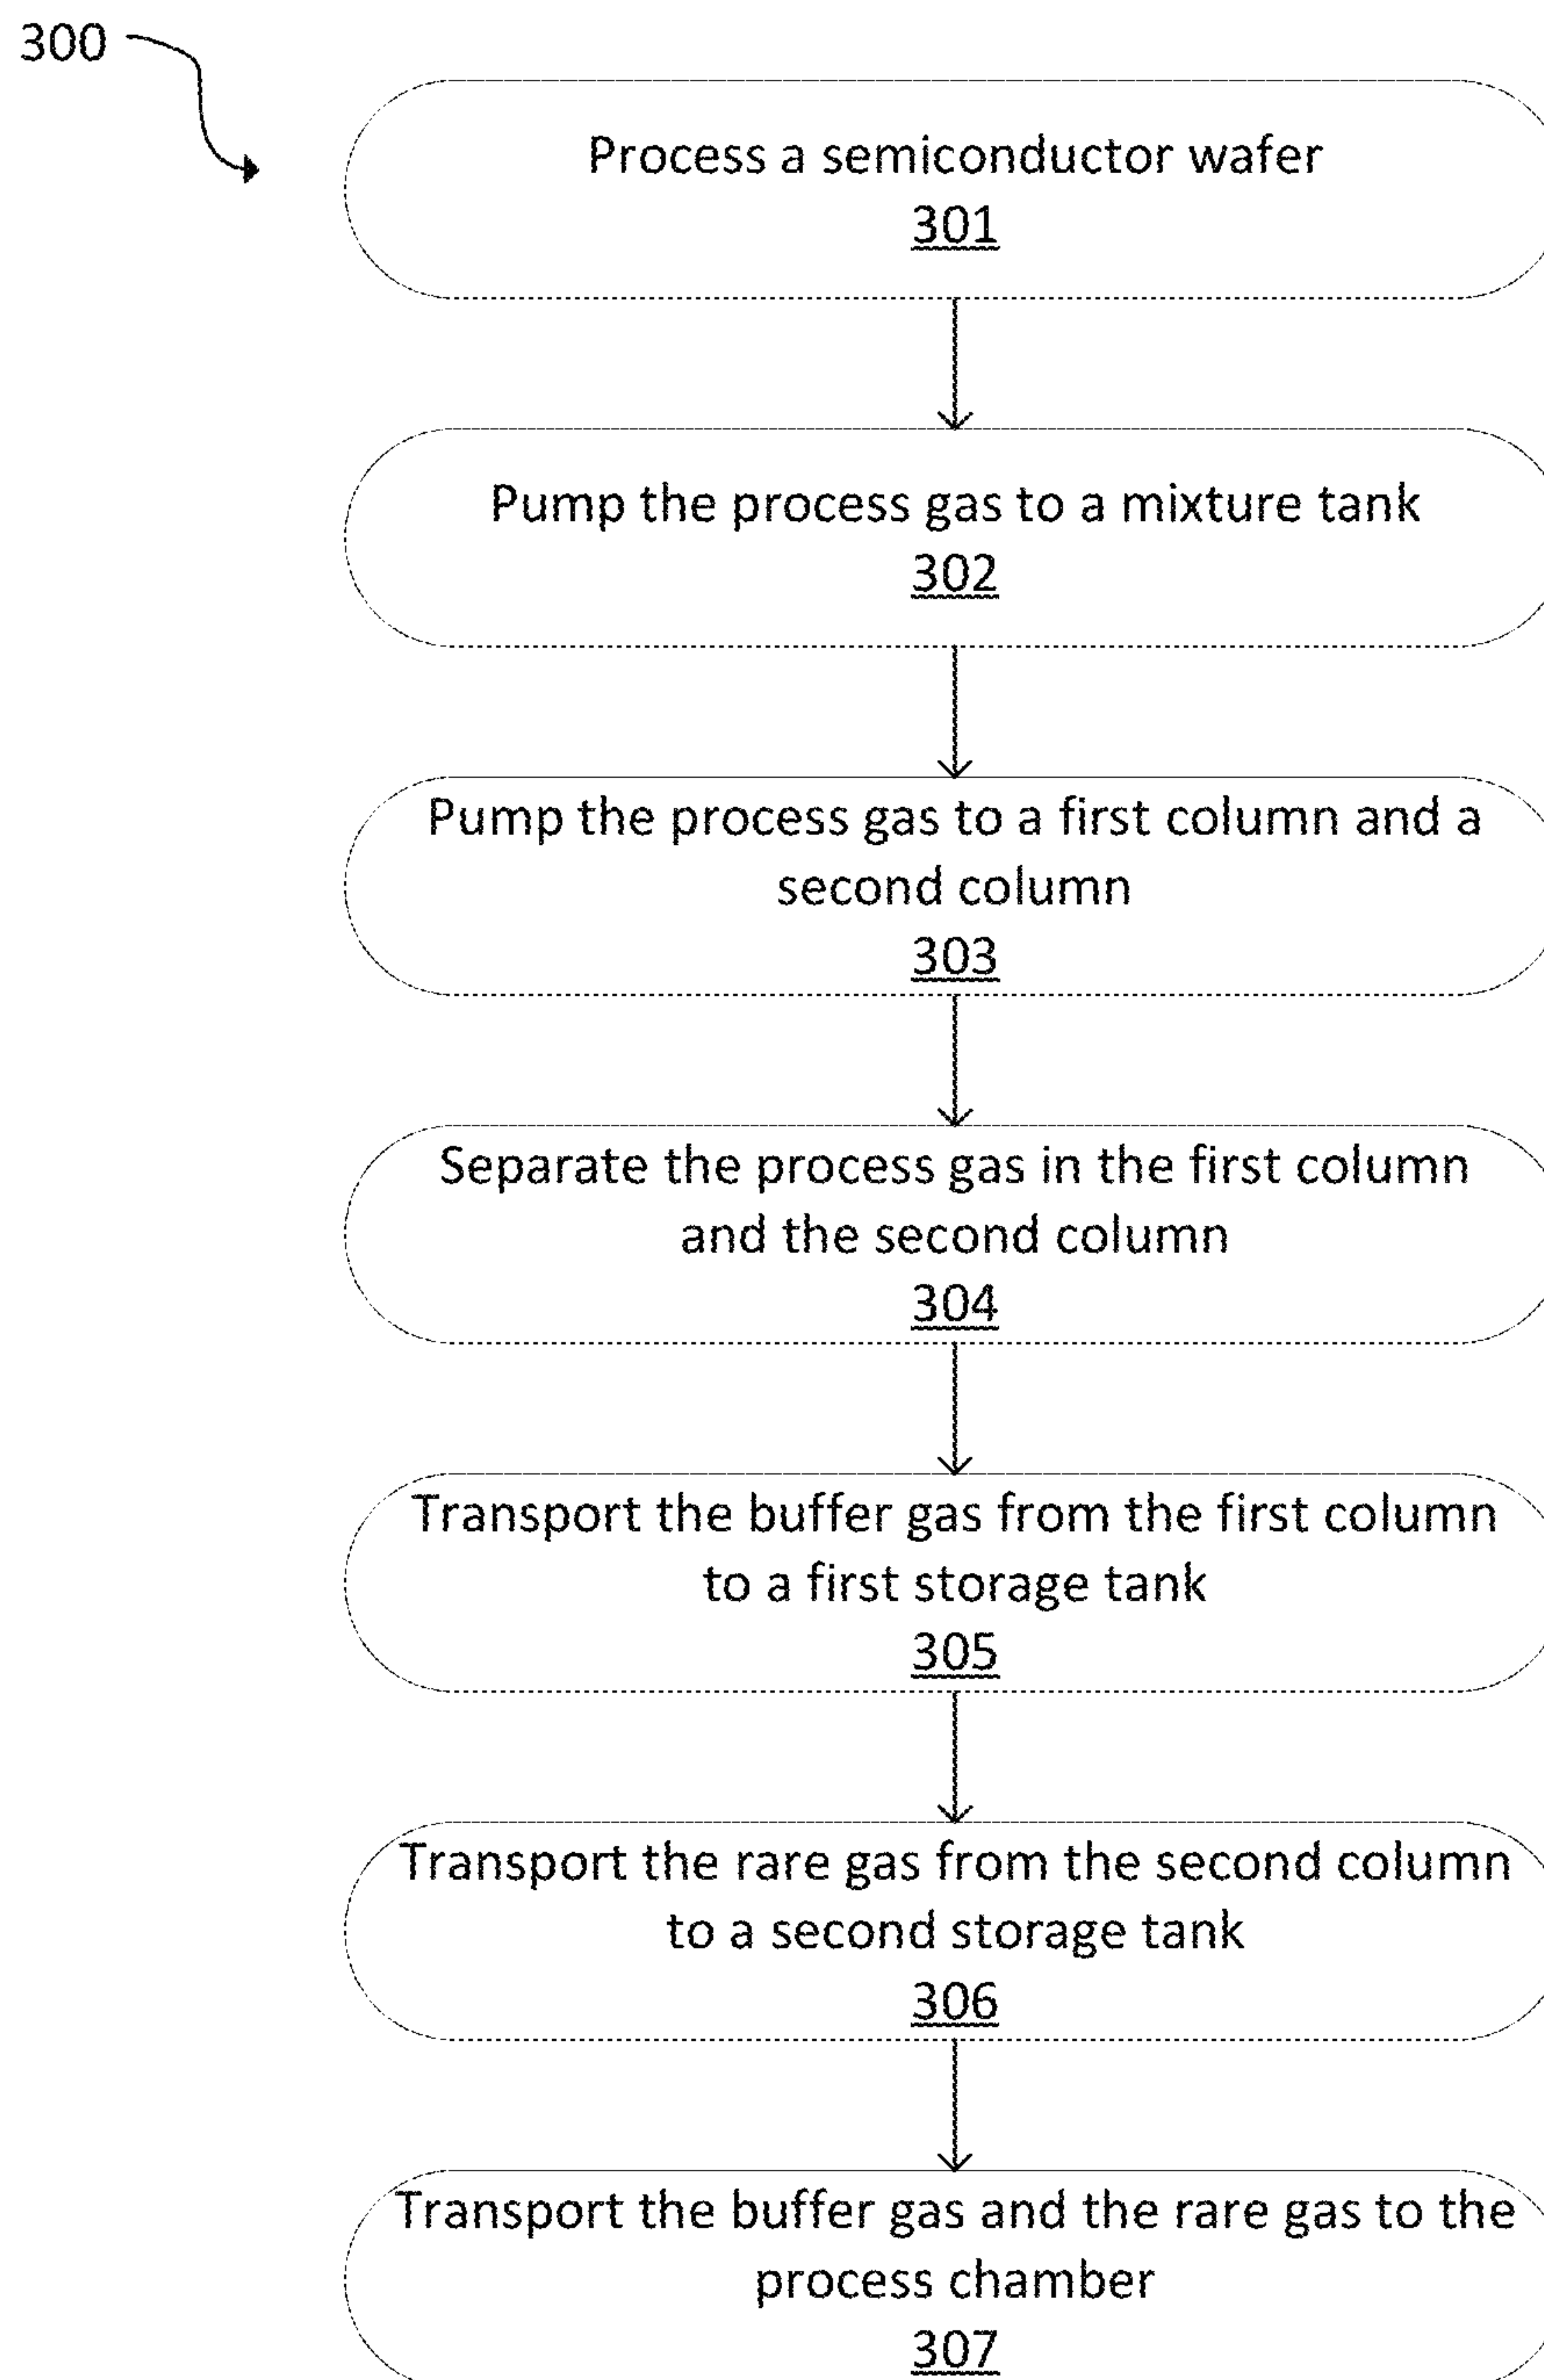 300
Process a semiconductor wafer
301
Pump the process gas to a mixture tank
302
Pump the process gas to a first column and a
second column
303
Separate the process gas in the first column
and the second column
304
Transport the buffer gas from the first column
to a first storage tank
305
Transport the rare gas from the second column
to a second storage tank
306
Transport the buffer gas and the rare gas to the
process chamber
307